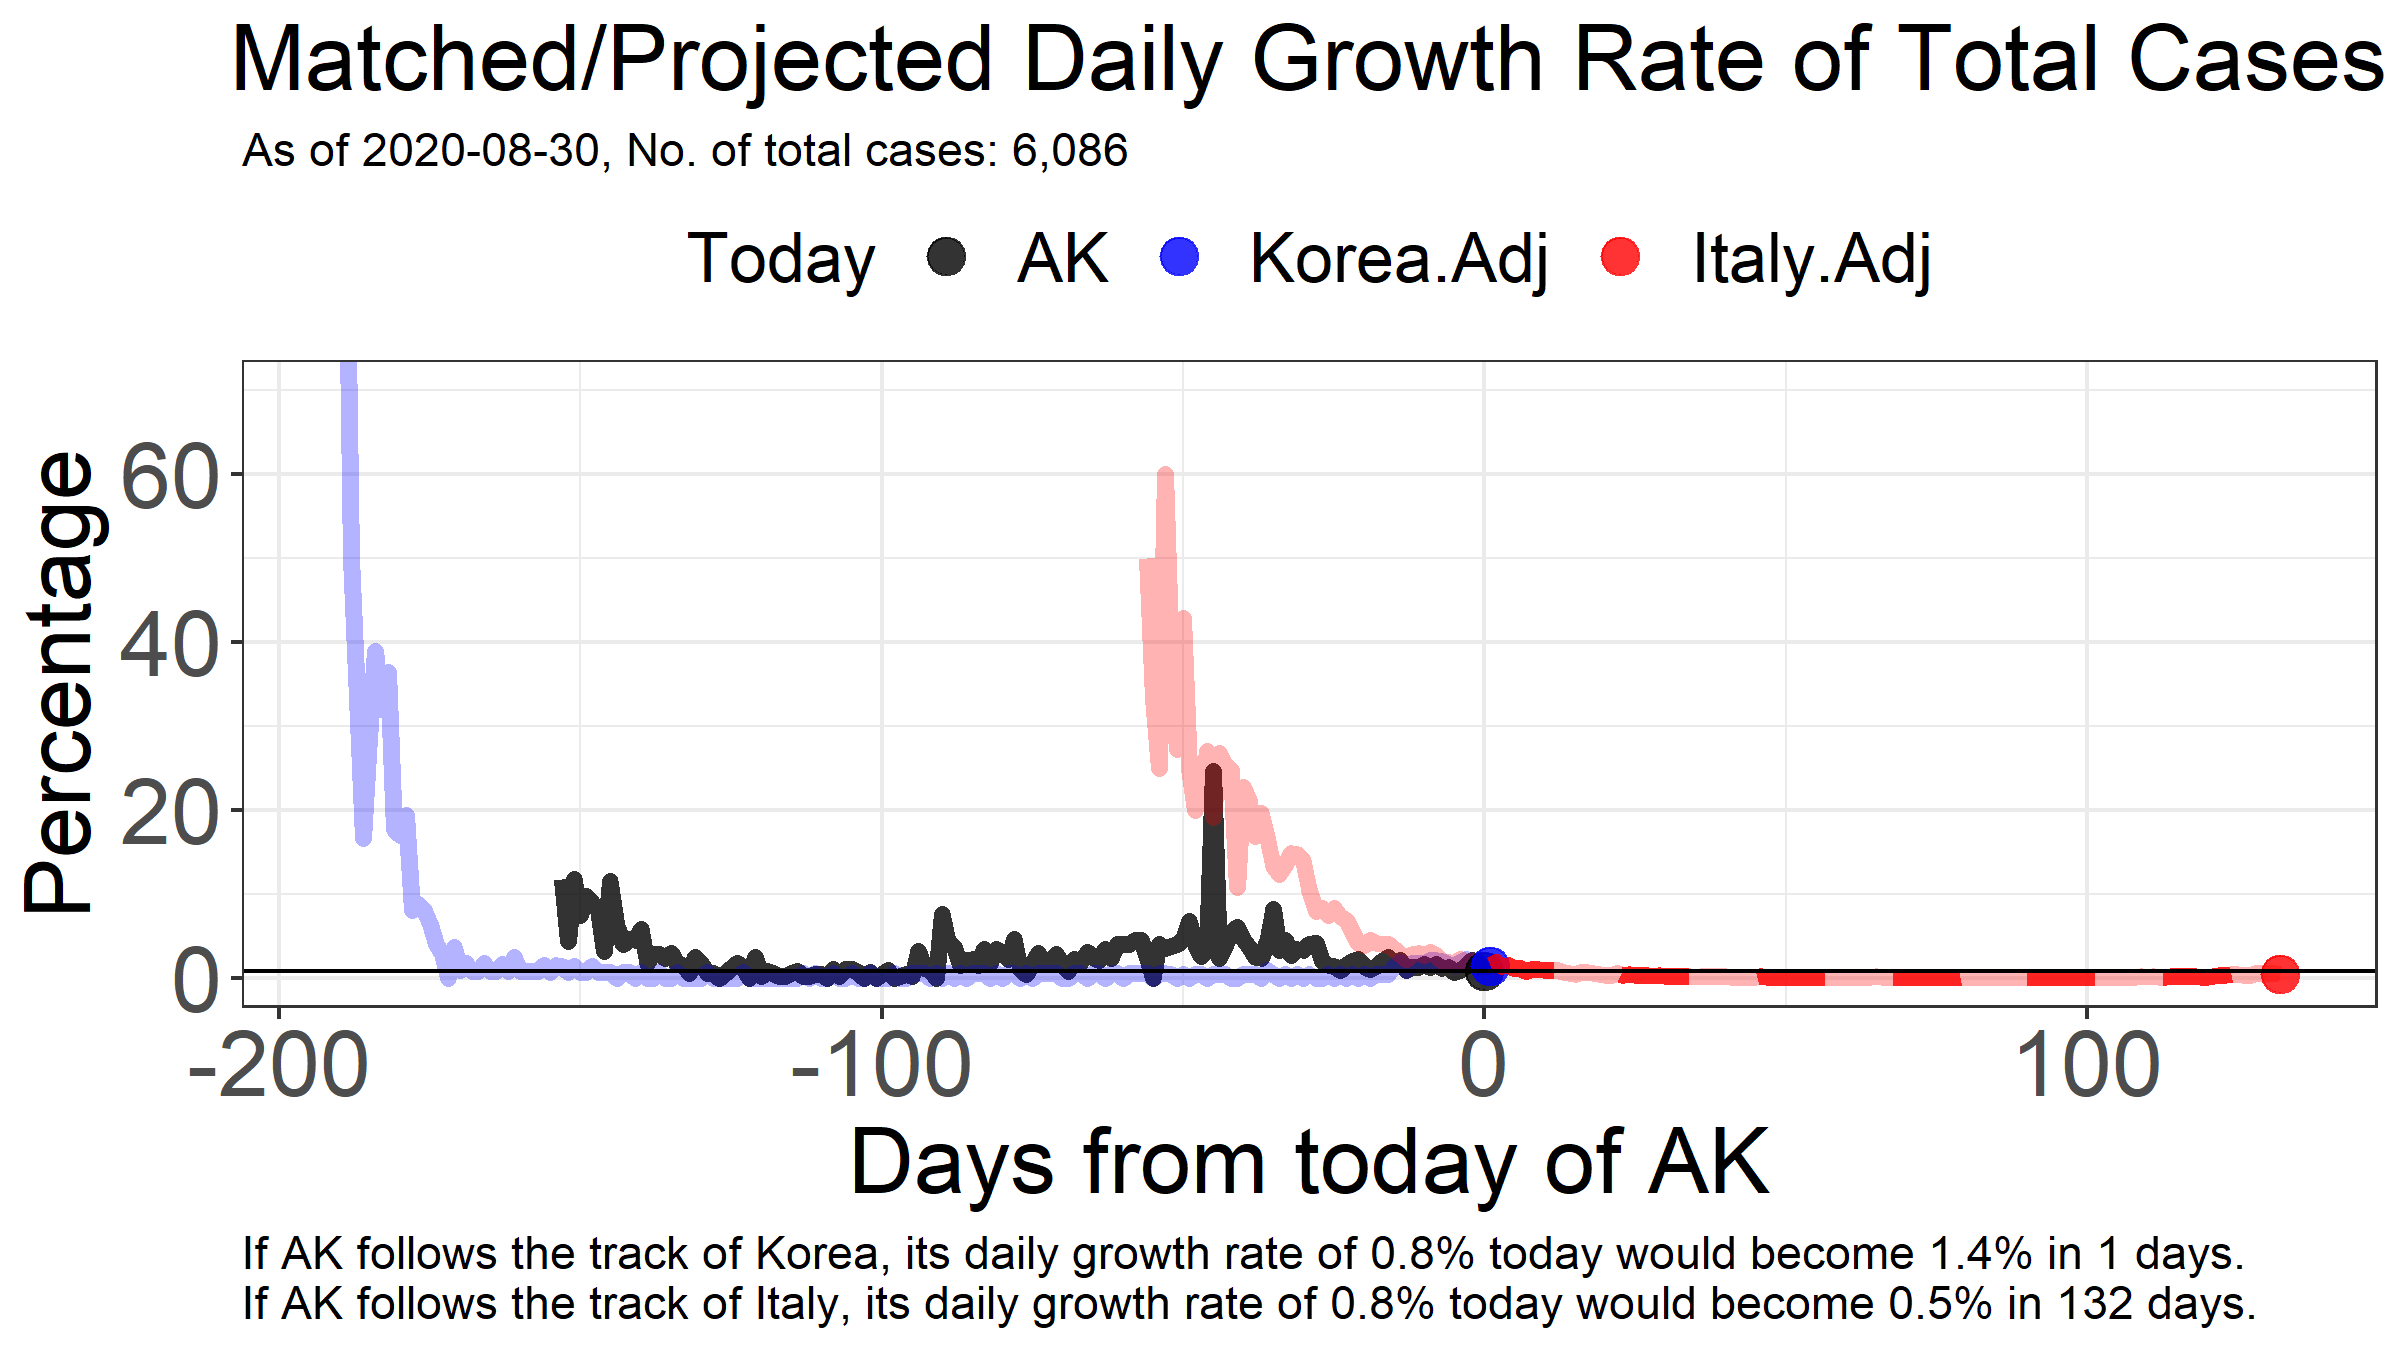 Matched/Projected Daily Growth Rate of Total Cases
As of 2020-08-30, No. of total cases: 6,086
Today AK Korea.Adj Italy.Adj
Percentage
60
40
20
0
-200 -100 0 100
Days from today of AK
If AK follows the track of Korea, its daily growth rate of 0.8% today would become 1.4% in 1 days.
If AK follows the track of Italy, its daily growth rate of 0.8% today would become 0.5% in 132 days.